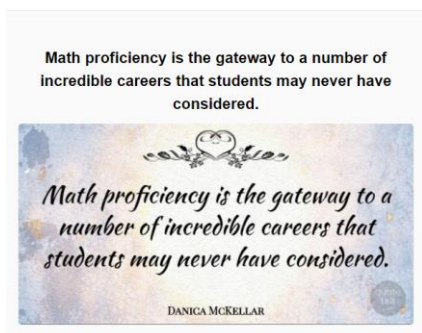 Math proficiency is the gateway to a number of
incredible careers that students may never have
considered.
Math proficiency is the gateway to a
number of incredible careers that
students may never have considered.
DANICA MCKELLAR